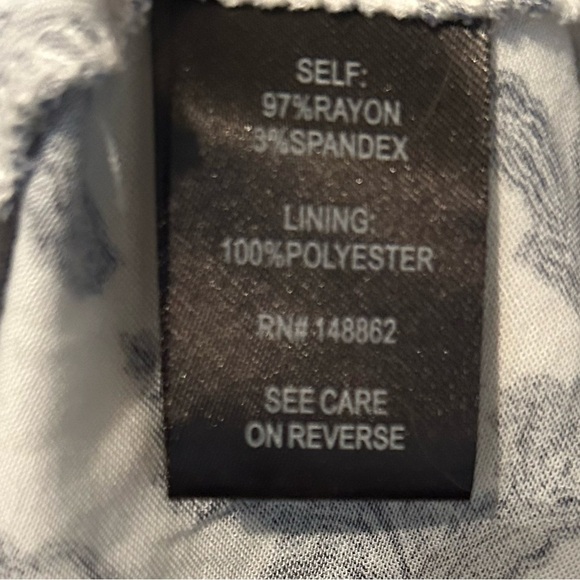 SELF:
97%RAYON
3%SPANDEX
LINING:
100%POLYESTER
RN# 148862
SEE CARE
ON REVERSE